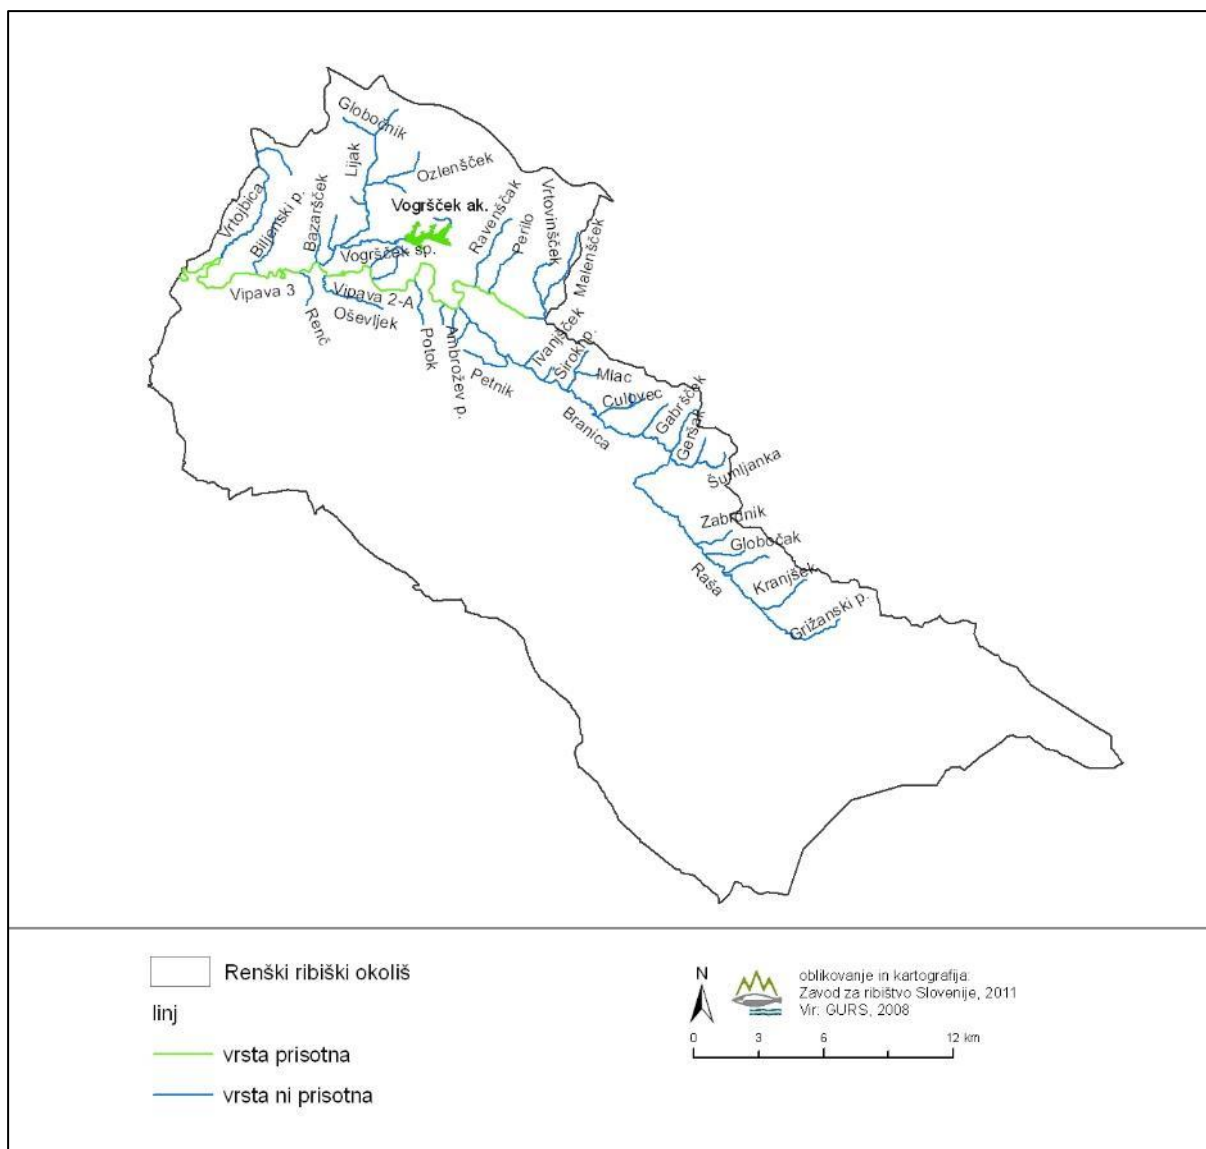 Globočnik
Lijak
Ozlenšček
Vrtojbica
Biljenski p.
Bazaršček
Vogršček ak.
Ravenščak
Perilo
Vrtovinšček
Malenšček
Vogršček sp.
Vipava 3
Vipava 2-A
Renč
Oševljek
Potok
Ambrožev p.
Petnik
Ivanjšček
Široki p.
Mlac
Culovec
Branica
Gabršček
Geršak
Šumljanka
Zabrdnik
Globočak
Raša
Kranjšek
Grižanski p.
Renški ribiški okoliš
linj
vrsta prisotna
vrsta ni prisotna
N
oblikovanje in kartografija:
Zavod za ribištvo Slovenije, 2011
Vir: GURS, 2008
0 3 6 12 km